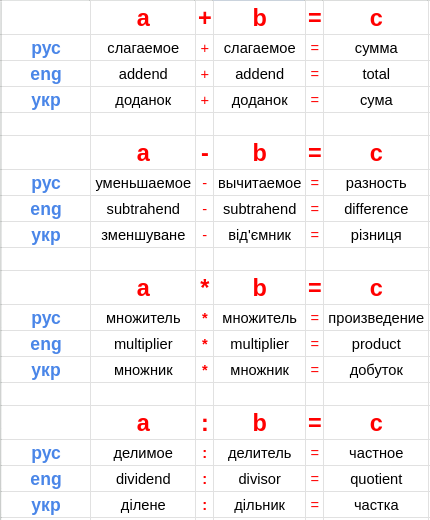 a + b = c
рус слагаемое + слагаемое = сумма
eng addend + addend = total
укр доданок + доданок = сума
a - b = c
рус уменьшаемое - вычитаемое = разность
eng subtrahend - subtrahend = difference
укр зменшуване - від'ємник = різниця
a * b = c
рус множитель * множитель = произведение
eng multiplier * multiplier = product
укр множник * множник = добуток
a : b = c
рус делимое : делитель = частное
eng dividend : divisor = quotient
укр ділене : дільник = частка